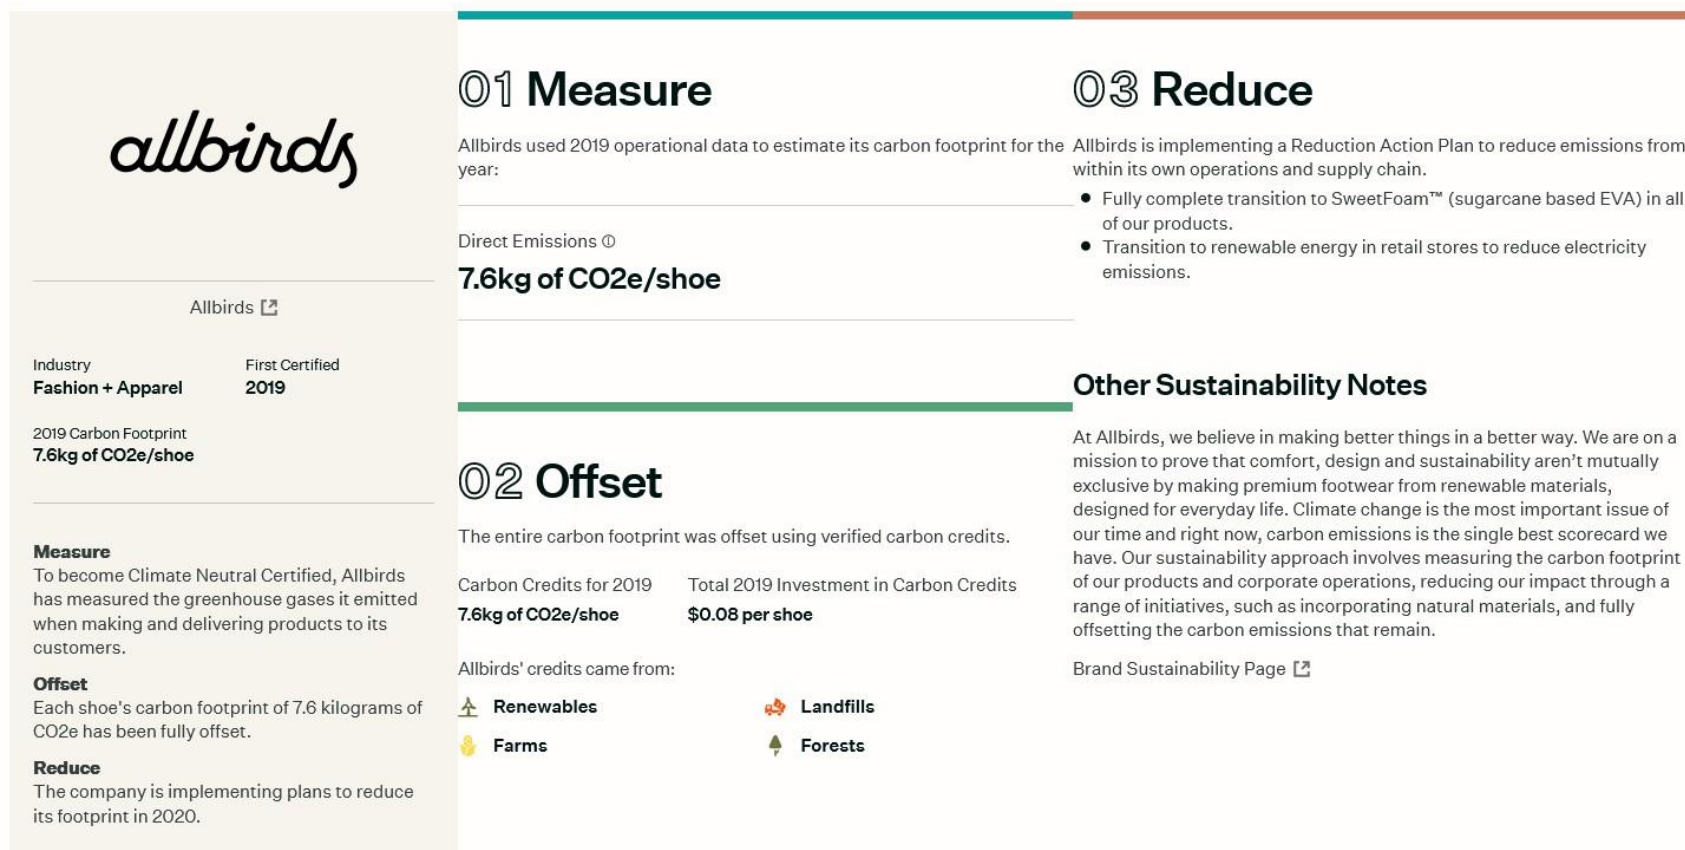 allbirds
Allbirds
Industry
Fashion + Apparel
First Certified
2019
2019 Carbon Footprint
7.6kg of CO2e/shoe
Measure
To become Climate Neutral Certified, Allbirds
has measured the greenhouse gases it emitted
when making and delivering products to its
customers.
Offset
Each shoe's carbon footprint of 7.6 kilograms of
CO2e has been fully offset.
Reduce
The company is implementing plans to reduce
its footprint in 2020.
01 Measure
Allbirds used 2019 operational data to estimate its carbon footprint for the
year:
Direct Emissions
7.6kg of CO2e/shoe
02 Offset
The entire carbon footprint was offset using verified carbon credits.
Carbon Credits for 2019
7.6kg of CO2e/shoe
Total 2019 Investment in Carbon Credits
$0.08 per shoe
Allbirds' credits came from:
Renewables
Landfills
Farms
Forests
03 Reduce
Allbirds is implementing a Reduction Action Plan to reduce emissions from
within its own operations and supply chain.
● Fully complete transition to SweetFoam™ (sugarcane based EVA) in all
of our products.
● Transition to renewable energy in retail stores to reduce electricity
emissions.
Other Sustainability Notes
At Allbirds, we believe in making better things in a better way. We are on a
mission to prove that comfort, design and sustainability aren’t mutually
exclusive by making premium footwear from renewable materials,
designed for everyday life. Climate change is the most important issue of
our time and right now, carbon emissions is the single best scorecard we
have. Our sustainability approach involves measuring the carbon footprint
of our products and corporate operations, reducing our impact through a
range of initiatives, such as incorporating natural materials, and fully
offsetting the carbon emissions that remain.
Brand Sustainability Page